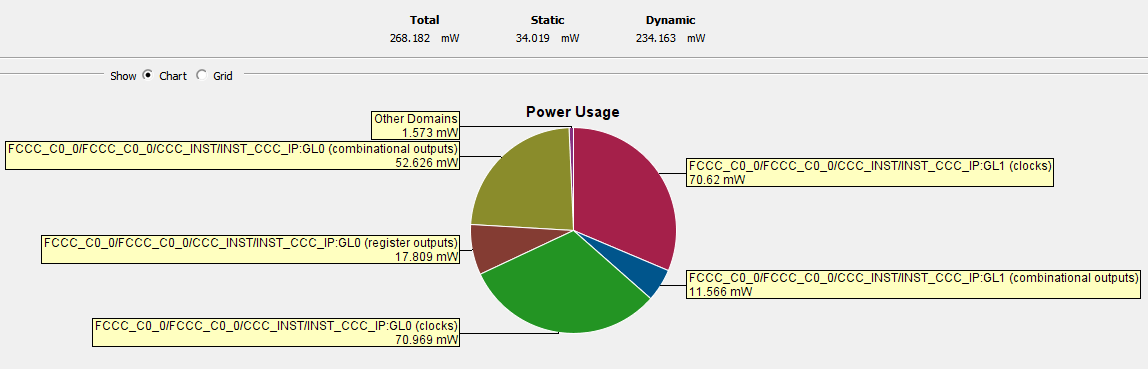 Total Static Dynamic
268.182 mW 34.019 mW 234.163 mW
Show Chart Grid
Power Usage
Other Domains
1.573 mW
FCCC_C0_0/FCCC_C0_0/CCC_INST/INST_CCC_IP:GL0 (combinational outputs)
52.626 mW
FCCC_C0_0/FCCC_C0_0/CCC_INST/INST_CCC_IP:GL1 (clocks)
70.62 mW
FCCC_C0_0/FCCC_C0_0/CCC_INST/INST_CCC_IP:GL0 (register outputs)
17.809 mW
FCCC_C0_0/FCCC_C0_0/CCC_INST/INST_CCC_IP:GL1 (combinational outputs)
11.566 mW
FCCC_C0_0/FCCC_C0_0/CCC_INST/INST_CCC_IP:GL0 (clocks)
70.969 mW